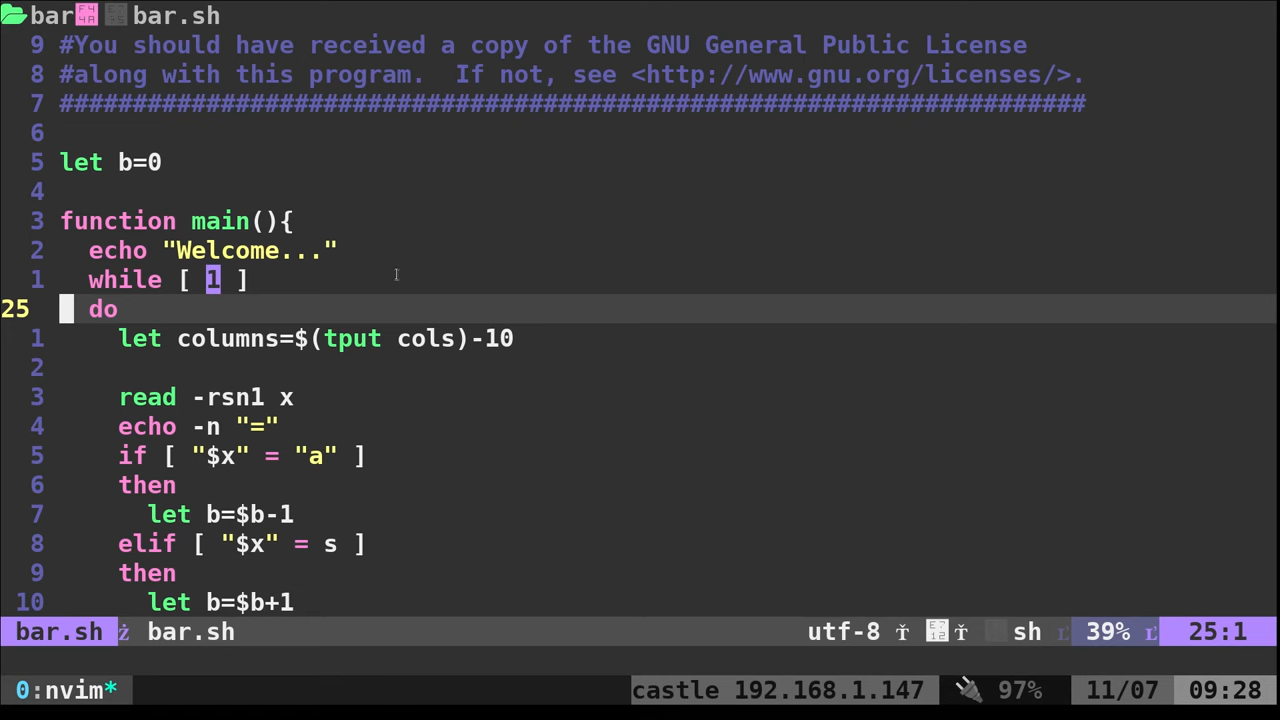 bar bar.sh
9 #You should have received a copy of the GNU General Public License
8 #along with this program.  If not, see <http://www.gnu.org/licenses/>.
7 ######################################################################
6
5 let b=0
4
3 function main(){
2   echo "Welcome..."
1   while [ 1 ]
25   do
1     let columns=$(tput cols)-10
2
3     read -rsn1 x
4     echo -n "="
5     if [ "$x" = "a" ]
6     then
7       let b=$b-1
8     elif [ "$x" = s ]
9     then
10       let b=$b+1
bar.sh ż bar.sh utf-8 Ť E712 Ť sh ľ 39% ľ 25:1
0:nvim* castle 192.168.1.147 97% 11/07 09:28